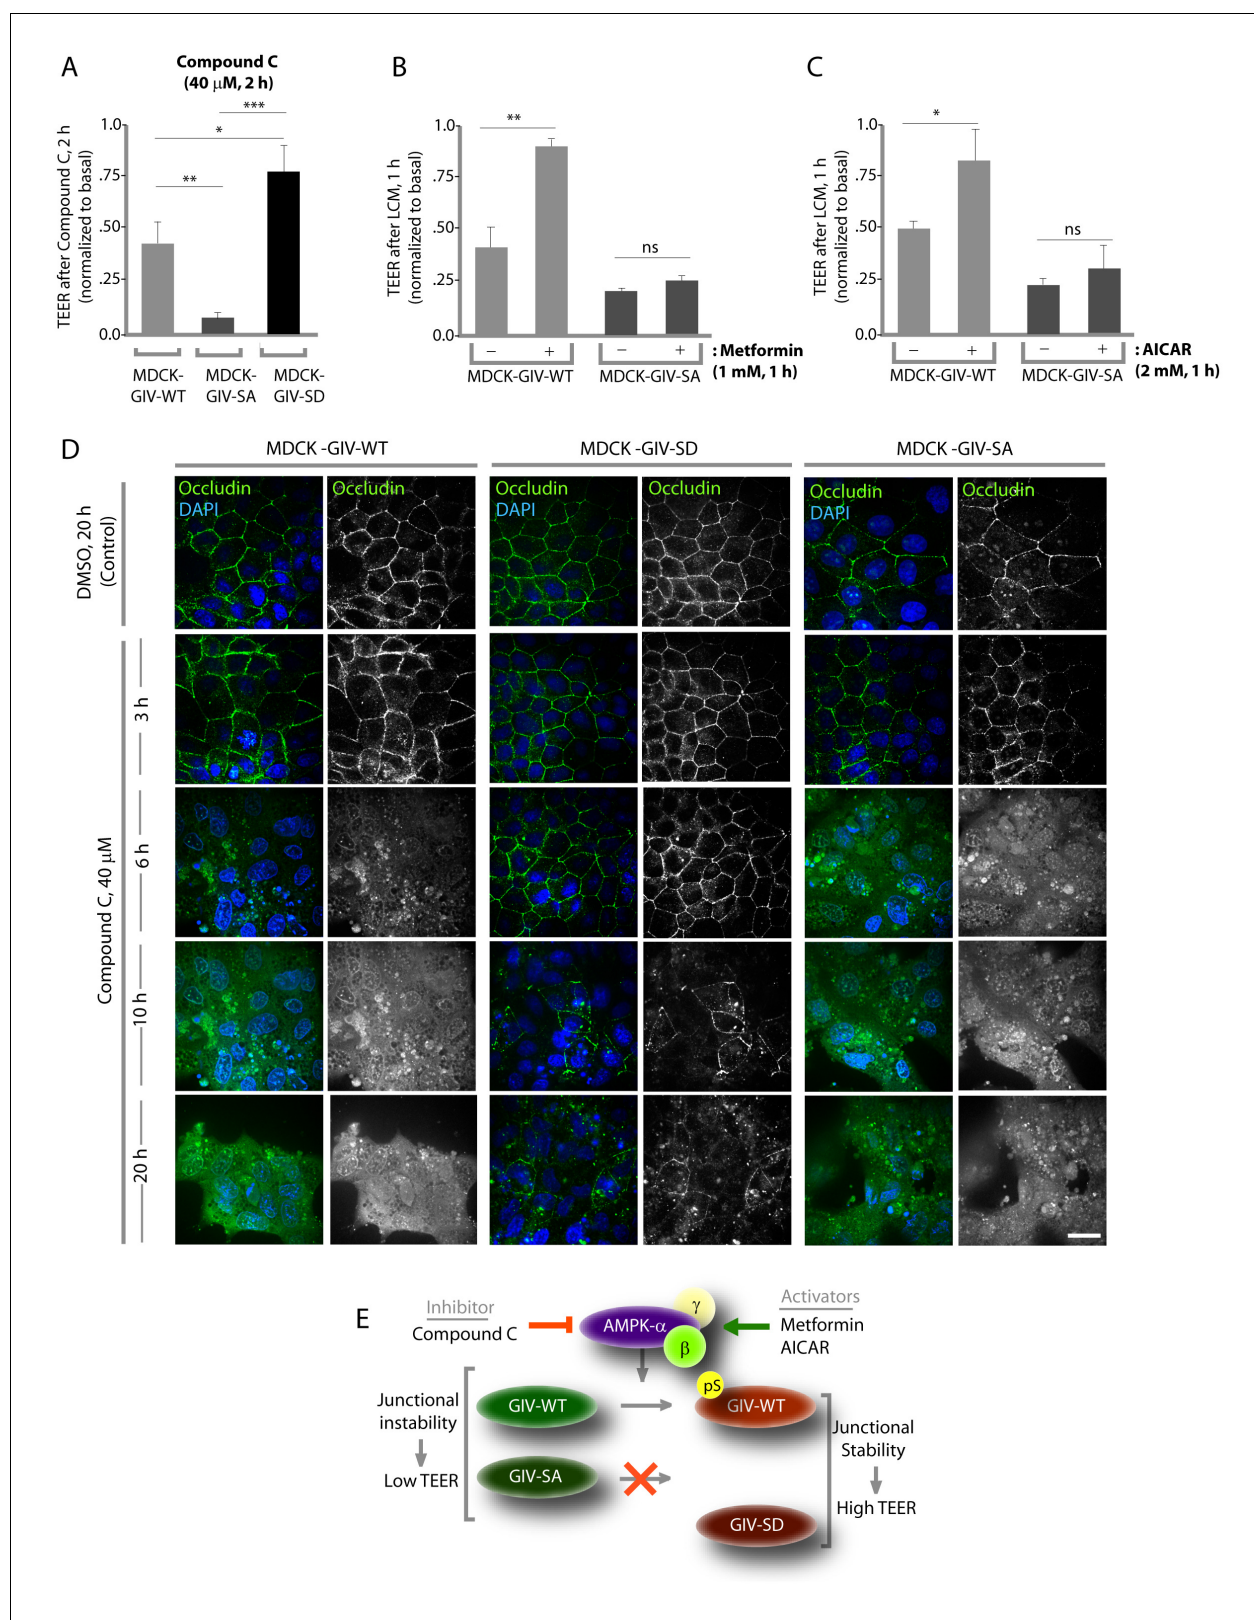 A
Compound C
(40 μM, 2 h)
***
*
**
1.0
.75
.50
.25
0.0
TEER after Compound C, 2 h
(normalized to basal)
MDCK-
GIV-WT
MDCK-
GIV-SA
MDCK-
GIV-SD
B
**
ns
1.0
.75
.50
.25
0.0
TEER after LCM, 1 h
(normalized to basal)
− + − +
: Metformin
(1 mM, 1 h)
MDCK-GIV-WT
MDCK-GIV-SA
C
*
ns
1.0
.75
.50
.25
0.0
TEER after LCM, 1 h
(normalized to basal)
− + − +
: AICAR
(2 mM, 1 h)
MDCK-GIV-WT
MDCK-GIV-SA
D
MDCK -GIV-WT
MDCK -GIV-SD
MDCK -GIV-SA
DMSO, 20 h
(Control)
Occludin
DAPI
Occludin
Occludin
DAPI
Occludin
Occludin
DAPI
Occludin
Compound C, 40 μM
3 h
6 h
10 h
20 h
E
Inhibitor
Compound C
AMPK-α
γ
β
Activators
Metformin
AICAR
Junctional
instability
Low TEER
GIV-WT
pS
GIV-WT
GIV-SA
GIV-SD
Junctional
Stability
High TEER